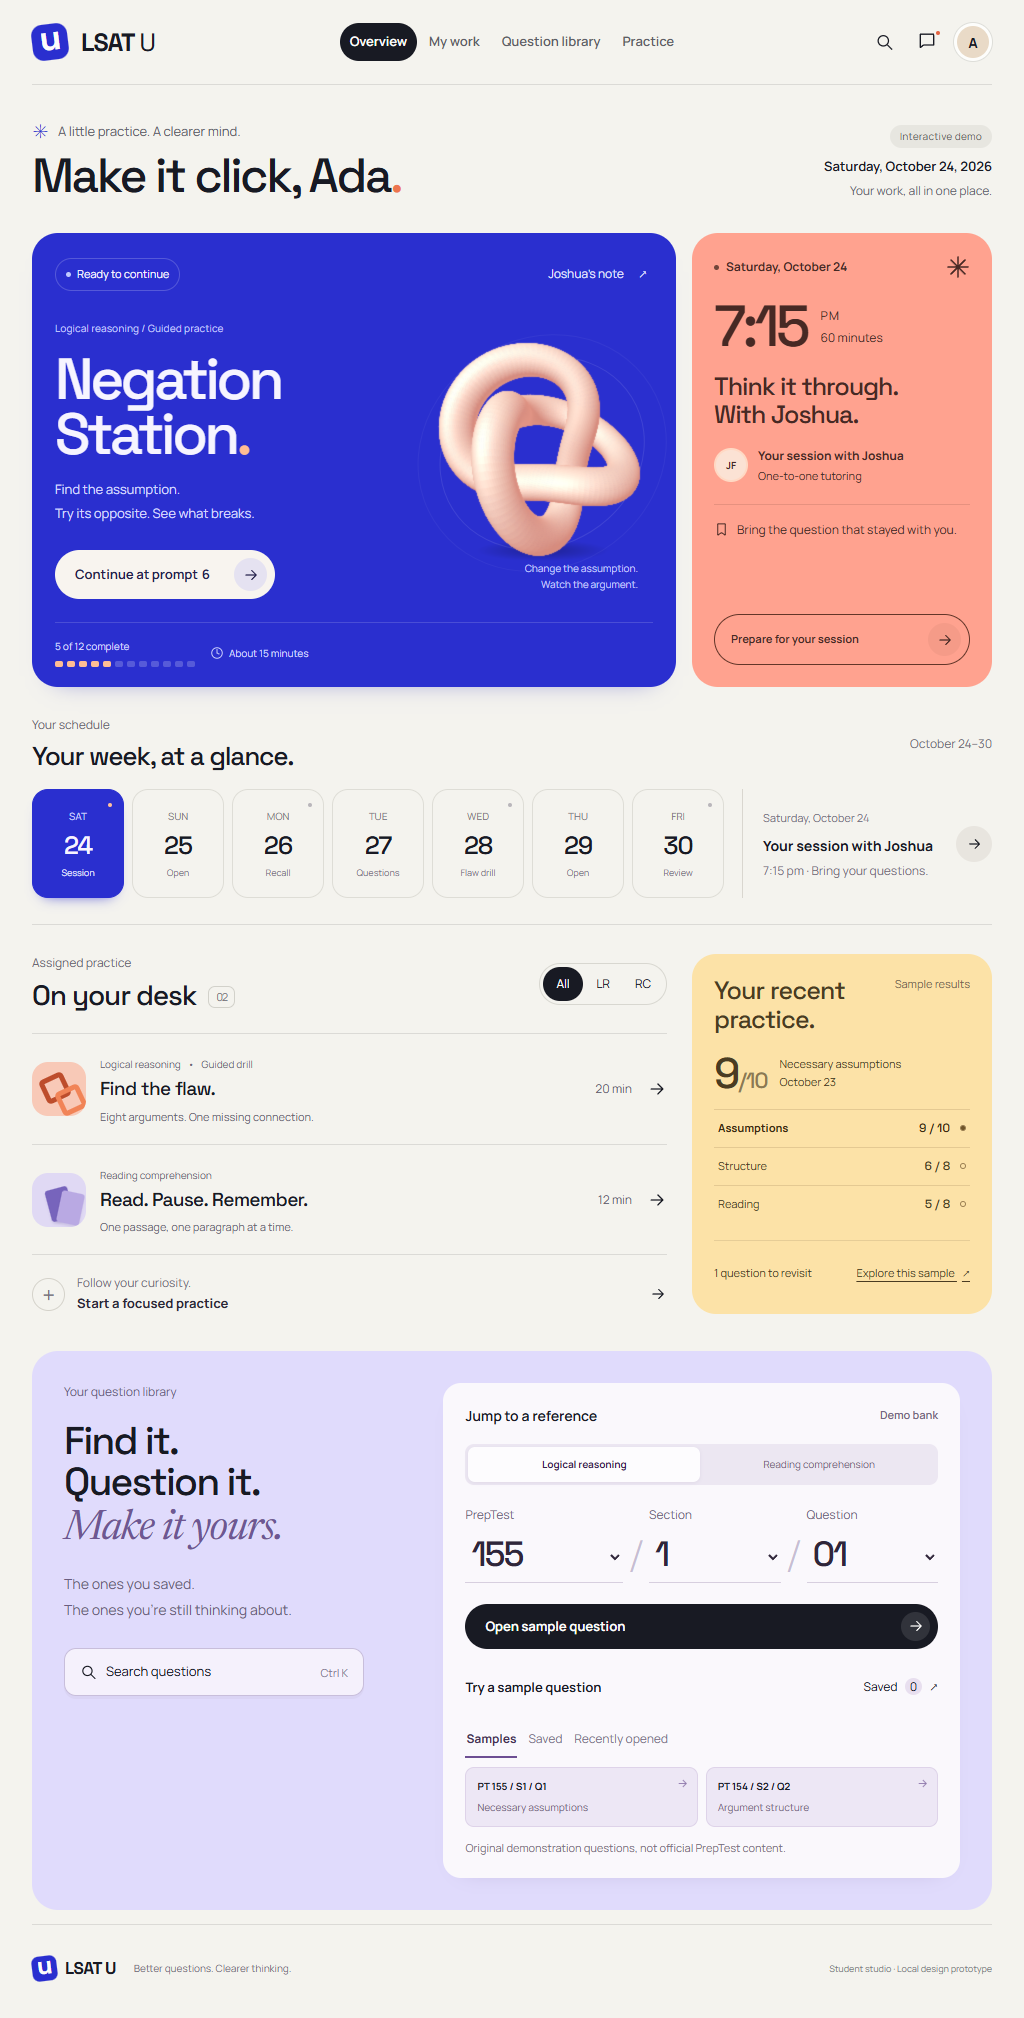 u LSAT U
Overview
My work
Question library
Practice
A
A little practice. A clearer mind.
Make it click, Ada.
Interactive demo
Saturday, October 24, 2026
Your work, all in one place.
Ready to continue
Joshua's note ↗
Logical reasoning / Guided practice
Negation
Station.
Find the assumption.
Try its opposite. See what breaks.
Continue at prompt 6
Change the assumption.
Watch the argument.
5 of 12 complete
About 15 minutes
Saturday, October 24
7:15 PM
60 minutes
Think it through.
With Joshua.
JF
Your session with Joshua
One-to-one tutoring
Bring the question that stayed with you.
Prepare for your session
Your schedule
Your week, at a glance.
October 24–30
SAT
24
Session
SUN
25
Open
MON
26
Recall
TUE
27
Questions
WED
28
Flaw drill
THU
29
Open
FRI
30
Review
Saturday, October 24
Your session with Joshua
7:15 pm · Bring your questions.
Assigned practice
On your desk 02
All
LR
RC
Logical reasoning • Guided drill
Find the flaw.
Eight arguments. One missing connection.
20 min
Reading comprehension
Read. Pause. Remember.
One passage, one paragraph at a time.
12 min
Follow your curiosity.
Start a focused practice
Your recent
practice.
Sample results
9/10
Necessary assumptions
October 23
Assumptions 9 / 10
Structure 6 / 8
Reading 5 / 8
1 question to revisit
Explore this sample ↗
Your question library
Find it.
Question it.
Make it yours.
The ones you saved.
The ones you're still thinking about.
Search questions Ctrl K
Jump to a reference
Demo bank
Logical reasoning
Reading comprehension
PrepTest
Section
Question
155 / 1 / 01
Open sample question
Try a sample question
Saved 0 ↗
Samples
Saved
Recently opened
PT 155 / S1 / Q1
Necessary assumptions
PT 154 / S2 / Q2
Argument structure
Original demonstration questions, not official PrepTest content.
u LSAT U
Better questions. Clearer thinking.
Student studio · Local design prototype